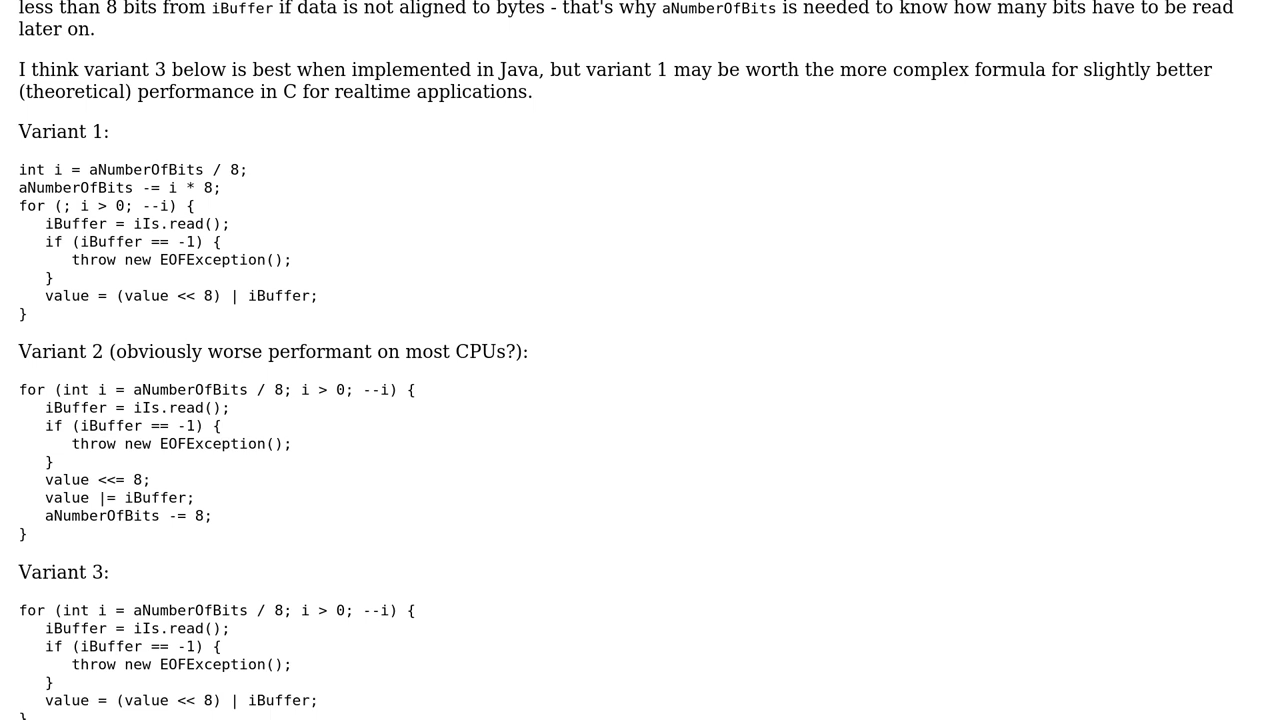 less than 8 bits from iBuffer if data is not aligned to bytes - that's why aNumberOfBits is needed to know how many bits have to be read
later on.
I think variant 3 below is best when implemented in Java, but variant 1 may be worth the more complex formula for slightly better
(theoretical) performance in C for realtime applications.
Variant 1:
int i = aNumberOfBits / 8;
aNumberOfBits -= i * 8;
for (; i > 0; --i) {
   iBuffer = iIs.read();
   if (iBuffer == -1) {
      throw new EOFException();
   }
   value = (value << 8) | iBuffer;
}
Variant 2 (obviously worse performant on most CPUs?):
for (int i = aNumberOfBits / 8; i > 0; --i) {
   iBuffer = iIs.read();
   if (iBuffer == -1) {
      throw new EOFException();
   }
   value <<= 8;
   value |= iBuffer;
   aNumberOfBits -= 8;
}
Variant 3:
for (int i = aNumberOfBits / 8; i > 0; --i) {
   iBuffer = iIs.read();
   if (iBuffer == -1) {
      throw new EOFException();
   }
   value = (value << 8) | iBuffer;
}